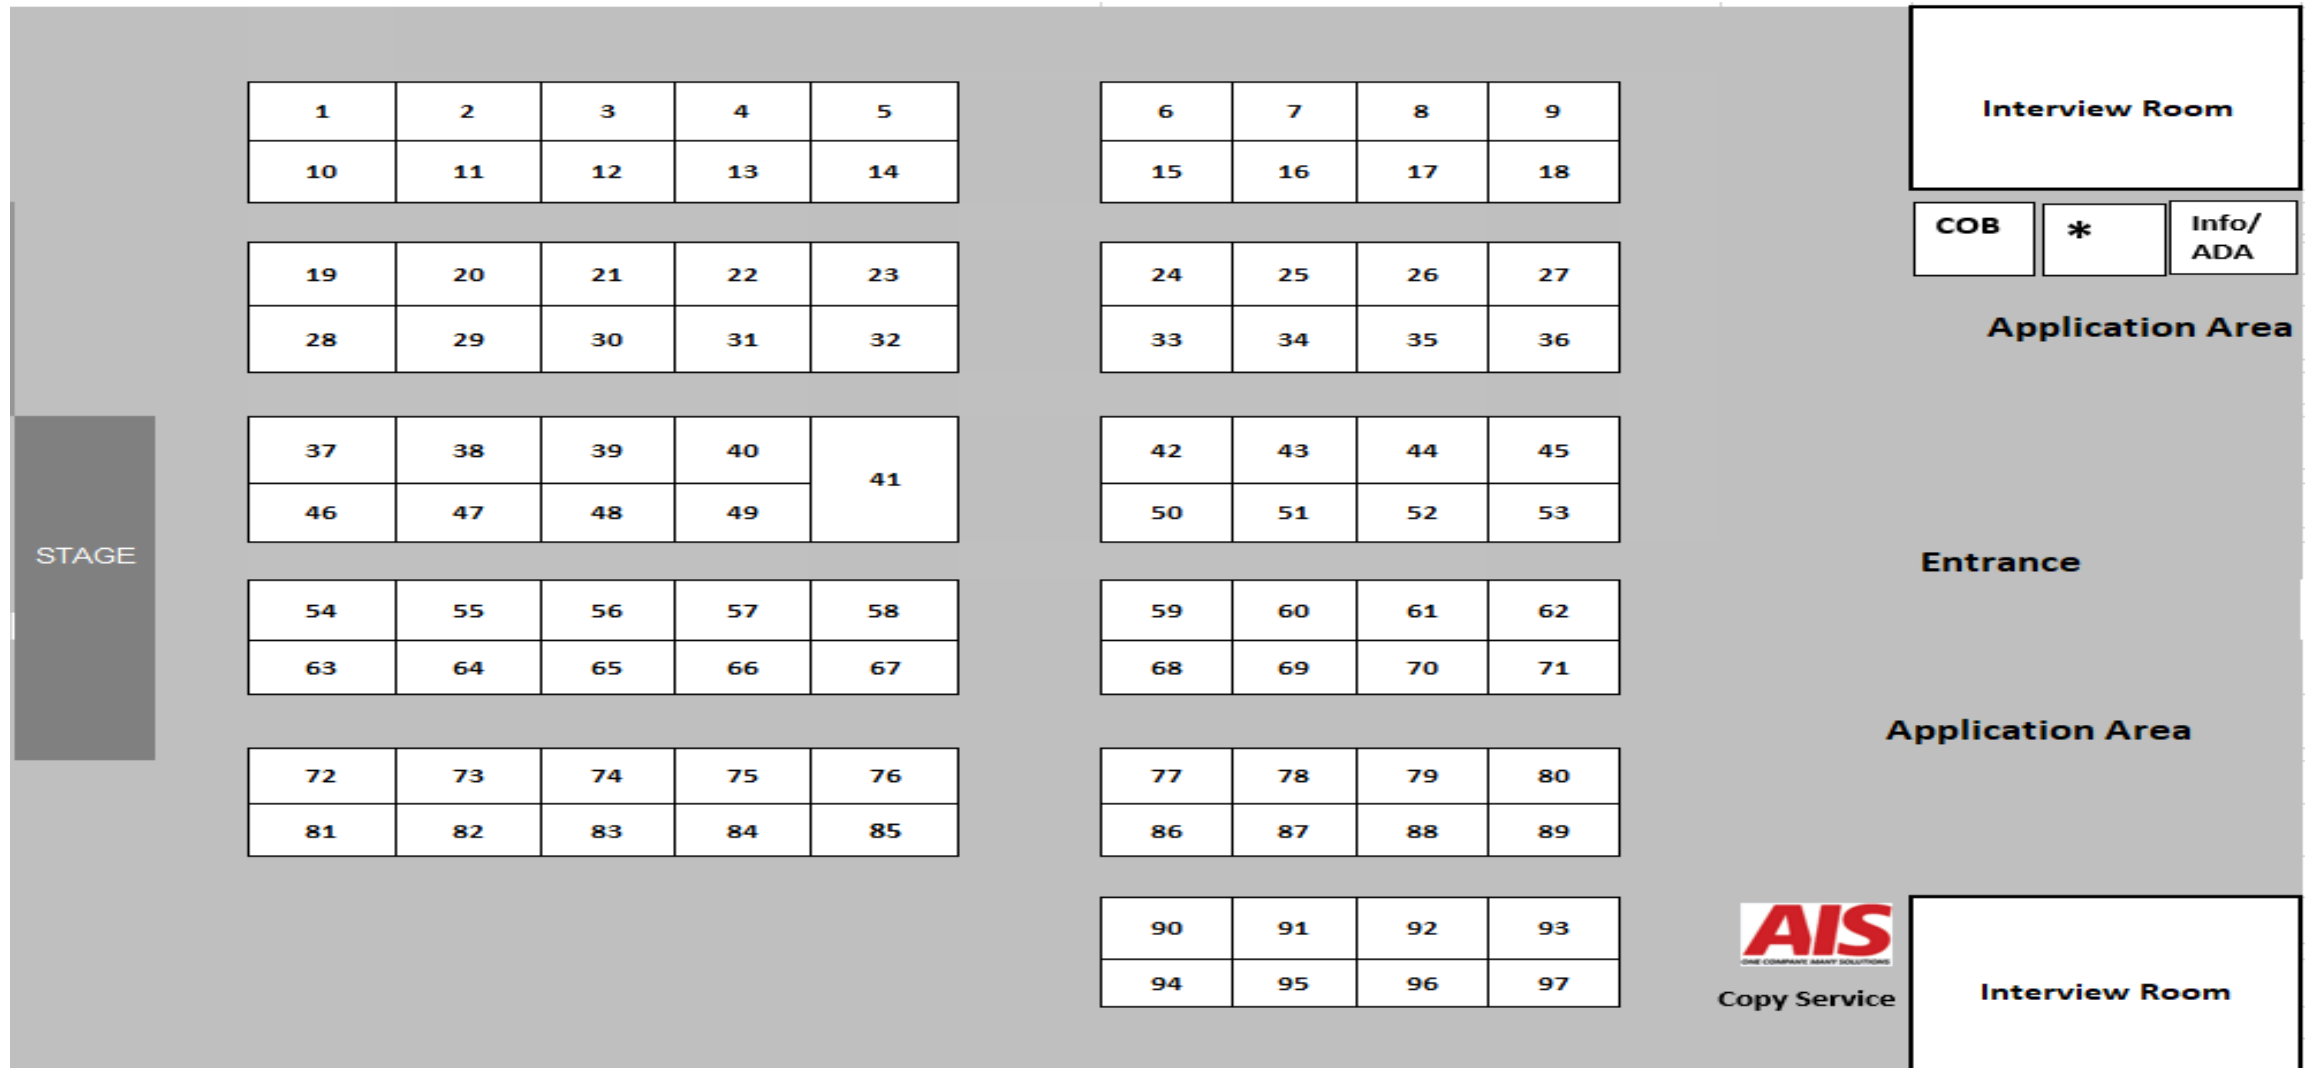 1 2 3 4 5 6 7 8 9
Interview Room
10 11 12 13 14 15 16 17 18
COB * Info/
ADA
19 20 21 22 23 24 25 26 27
Application Area
28 29 30 31 32 33 34 35 36
37 38 39 40 41 42 43 44 45
46 47 48 49 50 51 52 53
STAGE
Entrance
54 55 56 57 58 59 60 61 62
63 64 65 66 67 68 69 70 71
Application Area
72 73 74 75 76 77 78 79 80
81 82 83 84 85 86 87 88 89
90 91 92 93
AIS
ONE COMPANY. MANY SOLUTIONS
94 95 96 97
Copy Service
Interview Room